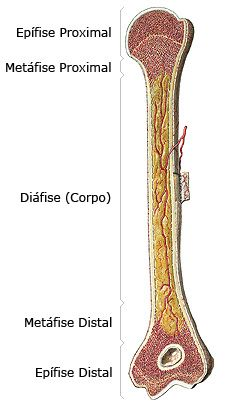 Epífise Proximal
Metáfise Proximal
Diáfise (Corpo)
Metáfise Distal
Epífise Distal